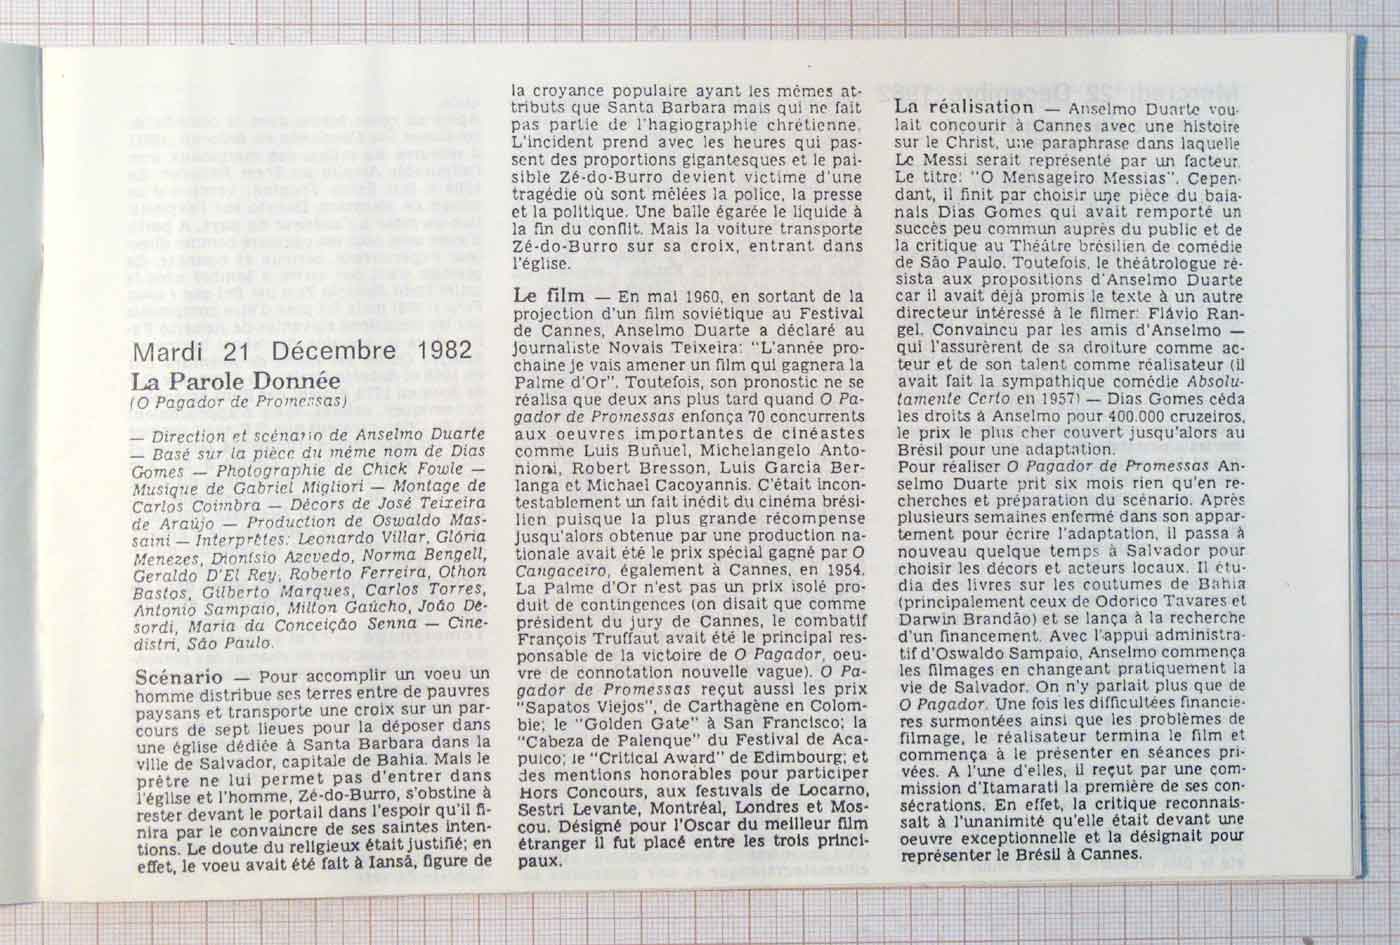 Mardi 21 Décembre 1982
La Parole Donnée
(O Pagador de Promessas)
— Direction et scénario de Anselmo Duarte
— Basé sur la pièce du même nom de Dias
Gomes — Photographie de Chick Fowle —
Musique de Gabriel Migliori — Montage de
Carlos Coimbra — Décors de José Teixeira
de Araüjo — Production de Oswaldo Mas-
saini — Interprêtes: Leonardo Villar, Glória
Menezes, Dionísio Azevedo, Norma Bengell,
Geraldo D'El Rey, Roberto Ferreira, Othon
Bastos, Gilberto Marques, Carlos Torres,
Antonio Sampaio, Milton Gaúcho, João Dé-
sordi, Maria da Conceição Senna — Cine-
distri, São Paulo.
Scénario — Pour accomplir un voeu un
homme distribue ses terres entre de pauvres
paysans et transporte une croix sur un par-
cours de sept lieues pour la déposer dans
une église dédiée à Santa Barbara dans la
ville de Salvador, capitale de Bahia. Mais le
prêtre ne lui permet pas d'entrer dans
l'église et l'homme, Zé-do-Burro, s'obstine à
rester devant le portail dans l'espoir qu'il fi-
nira par le convaincre de ses saintes inten-
tions. Le doute du religieux était justifié; en
effet, le voeu avait été fait à Iansã, figure de
la croyance populaire ayant les mêmes at-
tributs que Santa Barbara mais qui ne fait
pas partie de l'hagiographie chrétienne.
L'incident prend avec les heures qui pas-
sent des proportions gigantesques et le pai-
sible Zé-do-Burro devient victime d'une
tragédie où sont mêlées la police, la presse
et la politique. Une balle égarée le liquide à
la fin du conflit. Mais la voiture transporte
Zé-do-Burro sur sa croix, entrant dans
l'église.
Le film — En mai 1960, en sortant de la
projection d'un film soviétique au Festival
de Cannes, Anselmo Duarte a déclaré au
journaliste Novais Teixeira: "L'année pro-
chaine je vais amener un film qui gagnera la
Palme d'Or". Toutefois, son pronostic ne se
réalisa que deux ans plus tard quand O Pa-
gador de Promessas enfonça 70 concurrents
aux oeuvres importantes de cinéastes
comme Luis Buñuel, Michelangelo Anto-
nioni, Robert Bresson, Luis Garcia Ber-
langa et Michael Cacoyannis. C'était incon-
testablement un fait inédit du cinéma brési-
lien puisque la plus grande récompense
jusqu'alors obtenue par une production na-
tionale avait été le prix spécial gagné par O
Cangaceiro, également à Cannes, en 1954.
La Palme d'Or n'est pas un prix isolé pro-
duit de contingences (on disait que comme
président du jury de Cannes, le combatif
François Truffaut avait été le principal res-
ponsable de la victoire de O Pagador, oeu-
vre de connotation nouvelle vague). O Pa-
gador de Promessas reçut aussi les prix
"Sapatos Viejos", de Carthagène en Colom-
bie; le "Golden Gate" à San Francisco; la
"Cabeza de Palenque" du Festival de Aca-
pulco; le "Critical Award" de Edimbourg; et
des mentions honorables pour participer
Hors Concours, aux festivals de Locarno,
Sestri Levante, Montréal, Londres et Mos-
cou. Désigné pour l'Oscar du meilleur film
étranger il fut placé entre les trois princi-
paux.
La réalisation — Anselmo Duarte vou-
lait concourir à Cannes avec une histoire
sur le Christ, une paraphrase dans laquelle
Le Messi serait représenté par un facteur.
Le titre: "O Mensageiro Messias". Cepen-
dant, il finit par choisir une pièce du baia-
nais Dias Gomes qui avait remporté un
succès peu commun auprès du public et de
la critique au Théâtre brésilien de comédie
de São Paulo. Toutefois, le théâtrologue ré-
sista aux propositions d'Anselmo Duarte
car il avait déjà promis le texte à un autre
directeur intéressé à le filmer: Flávio Ran-
gel. Convaincu par les amis d'Anselmo —
qui l'assurèrent de sa droiture comme ac-
teur et de son talent comme réalisateur (il
avait fait la sympathique comédie Absolu-
tamente Certo en 1957) — Dias Gomes céda
les droits à Anselmo pour 400.000 cruzeiros,
le prix le plus cher couvert jusqu'alors au
Brésil pour une adaptation.
Pour réaliser O Pagador de Promessas An-
selmo Duarte prit six mois rien qu'en re-
cherches et préparation du scénario. Après
plusieurs semaines enfermé dans son appar-
tement pour écrire l'adaptation, il passa à
nouveau quelque temps à Salvador pour
choisir les décors et acteurs locaux. Il étu-
dia des livres sur les coutumes de Bahia
(principalement ceux de Odorico Tavares et
Darwin Brandão) et se lança à la recherche
d'un financement. Avec l'appui administra-
tif d'Oswaldo Sampaio, Anselmo commença
les filmages en changeant pratiquement la
vie de Salvador. On n'y parlait plus que de
O Pagador. Une fois les difficultées financie-
res surmontées ainsi que les problèmes de
filmage, le réalisateur termina le film et
commença à le présenter en séances pri-
vées. A l'une d'elles, il reçut par une com-
mission d'Itamarati la première de ses con-
sécrations. En effet, la critique reconnais-
sait à l'unanimité qu'elle était devant une
oeuvre exceptionnelle et la désignait pour
représenter le Brésil à Cannes.